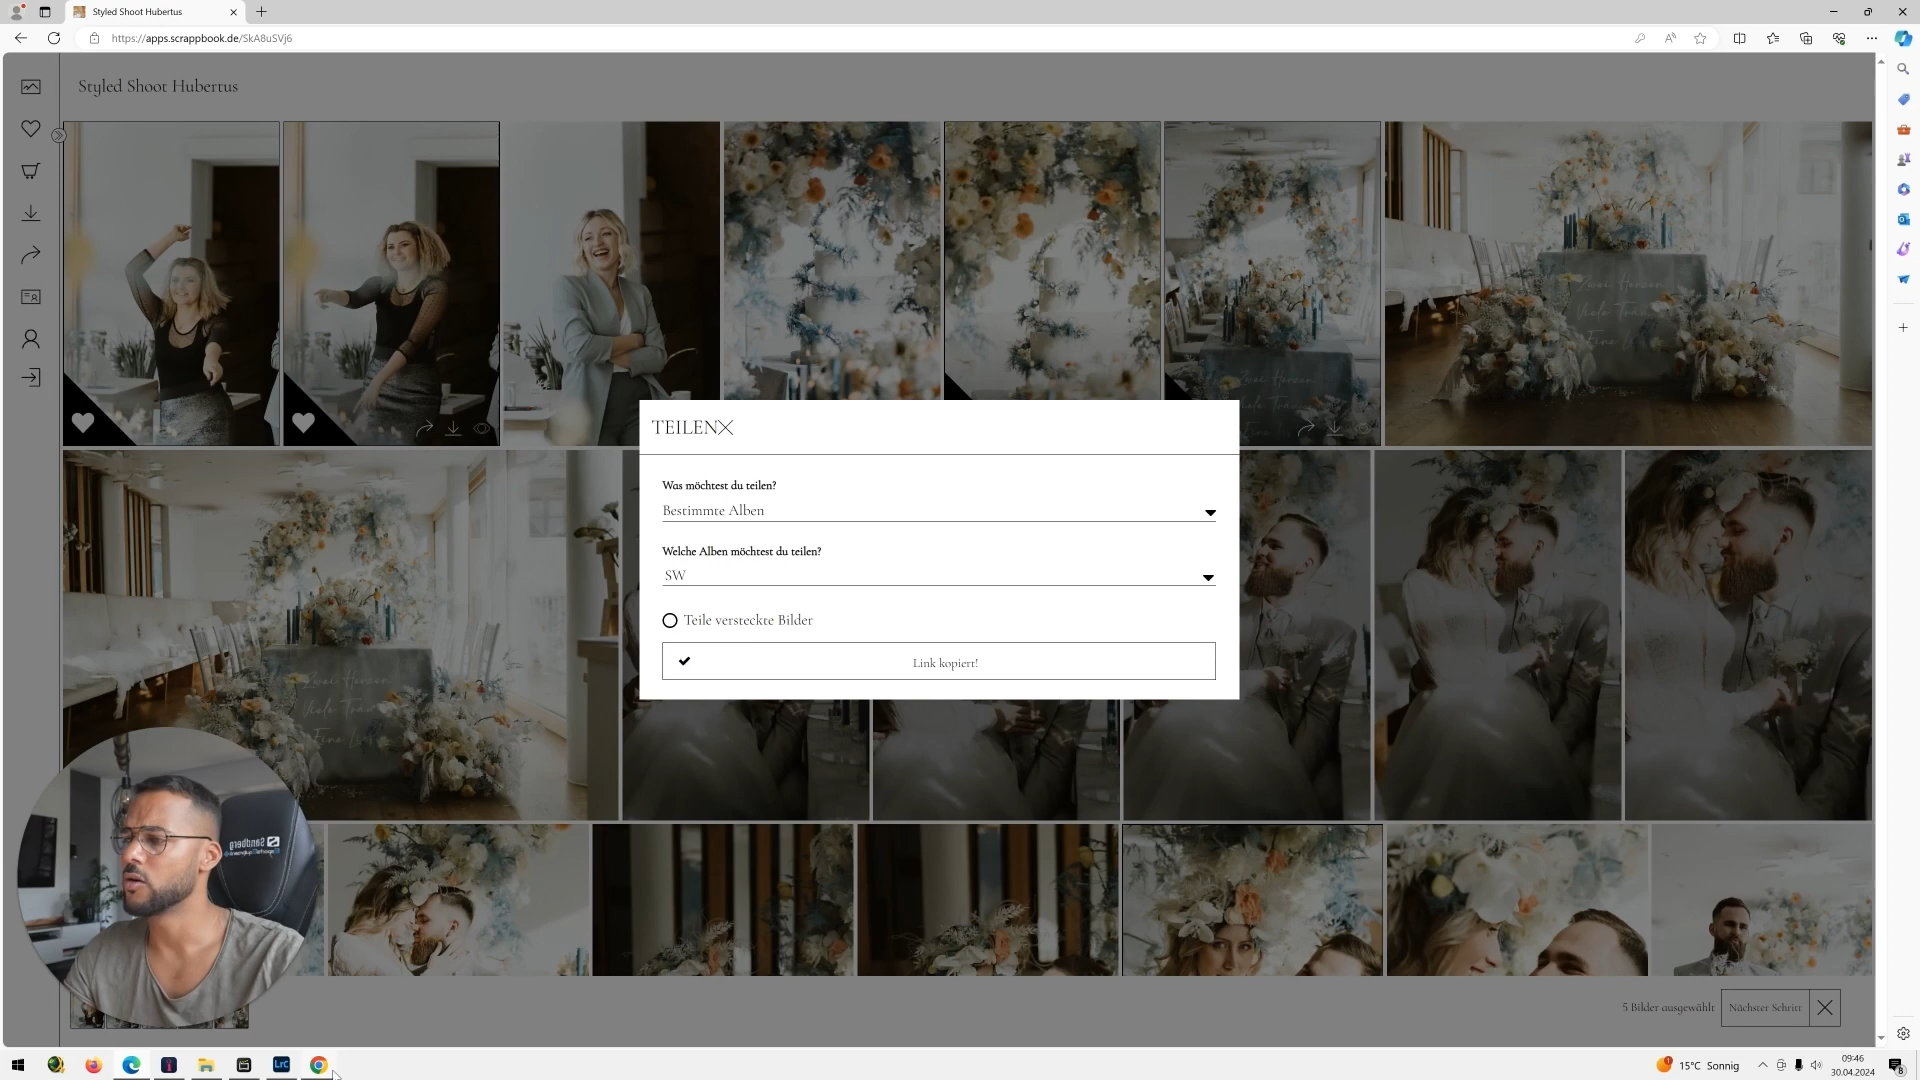 Styled Shoot Hubertus
https://apps.scrappbook.de/SkA8uSVj6
Styled Shoot Hubertus
TEILEN
Was möchtest du teilen?
Bestimmte Alben
Welche Alben möchtest du teilen?
SW
Teile versteckte Bilder
Link kopiert!
5 Bilder ausgewählt
Nächster Schritt
LrC
15°C Sonnig
09:46
30.04.2024